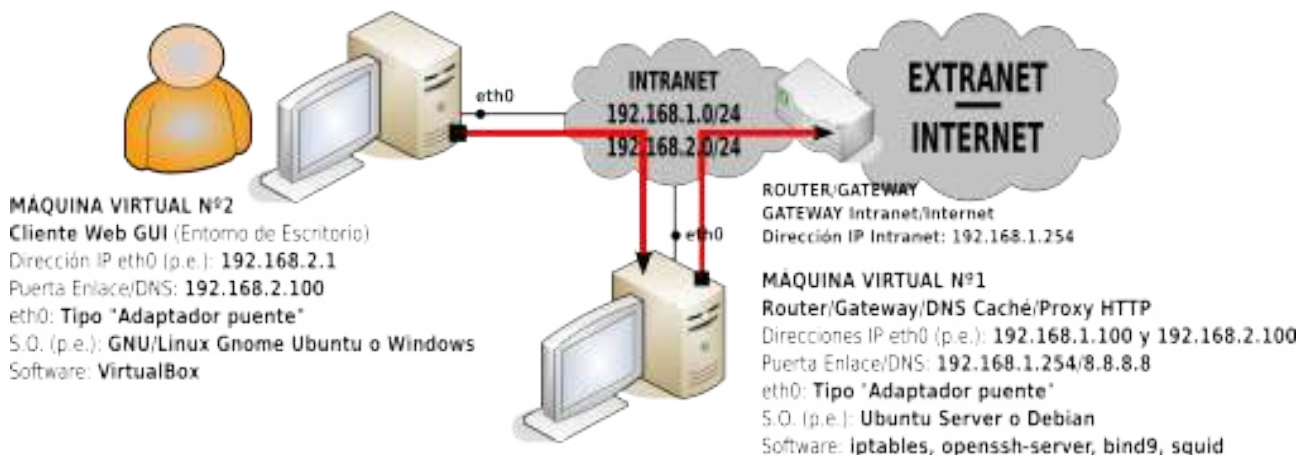 eth0
INTRANET
192.168.1.0/24
192.168.2.0/24
EXTRANET
INTERNET
MÁQUINA VIRTUAL Nº2
Cliente Web GUI (Entorno de Escritorio)
Dirección IP eth0 (p.e.): 192.168.2.1
Puerta Enlace/DNS: 192.168.2.100
eth0: Tipo "Adaptador puente"
S.O. (p.e.): GNU/Linux Gnome Ubuntu o Windows
Software: VirtualBox
eth0
ROUTER/GATEWAY
GATEWAY Intranet/Internet
Dirección IP Intranet: 192.168.1.254
MÁQUINA VIRTUAL Nº1
Router/Gateway/DNS Caché/Proxy HTTP
Direcciones IP eth0 (p.e.): 192.168.1.100 y 192.168.2.100
Puerta Enlace/DNS: 192.168.1.254/8.8.8.8
eth0: Tipo "Adaptador puente"
S.O. (p.e.): Ubuntu Server o Debian
Software: iptables, openssh-server, bind9, squid